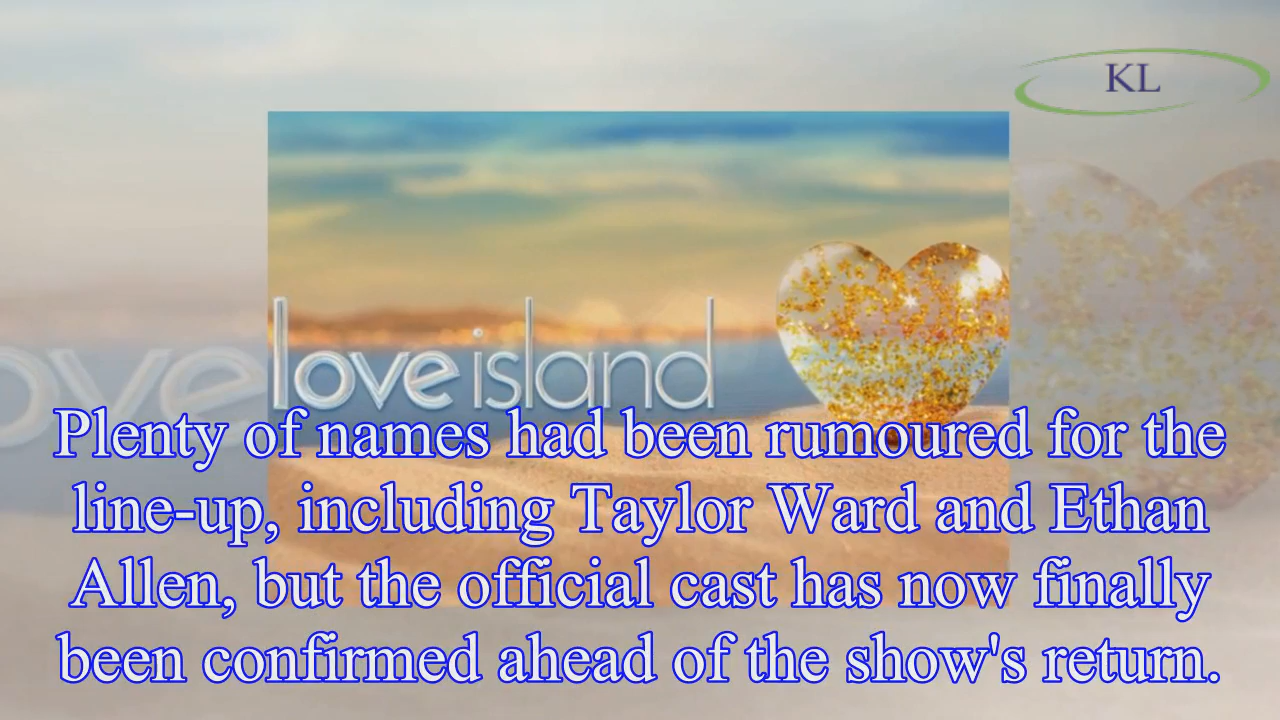 KL
love island
Plenty of names had been rumoured for the
line-up, including Taylor Ward and Ethan
Allen, but the official cast has now finally
been confirmed ahead of the show's return.
ove